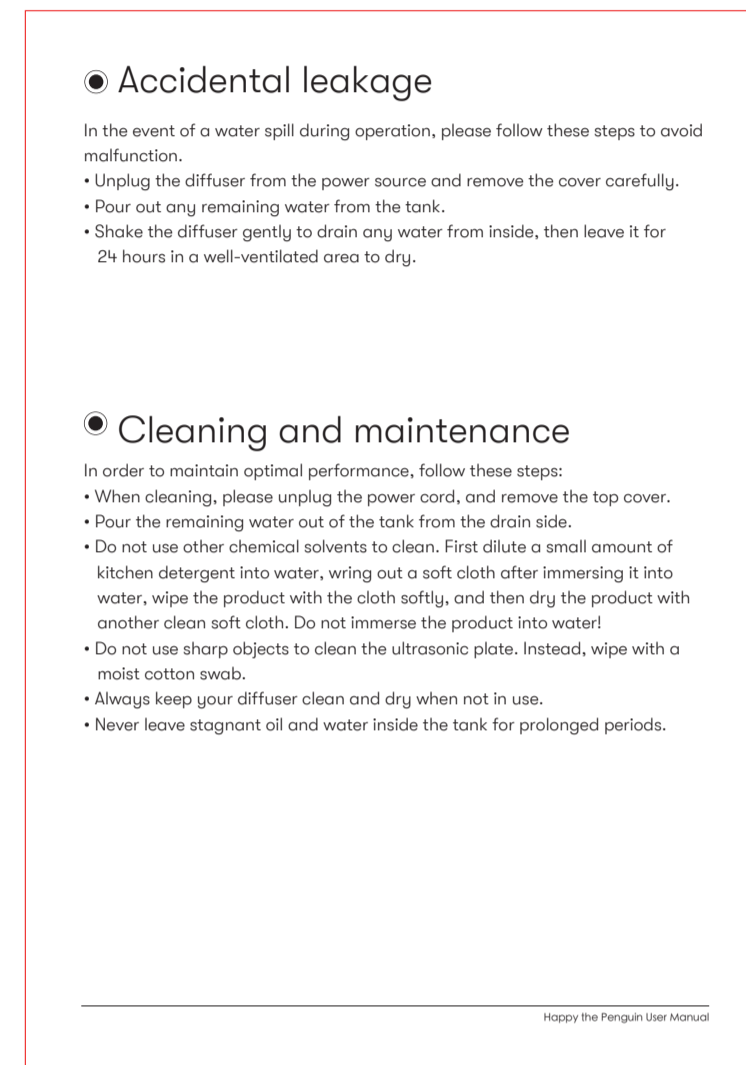 Accidental leakage
In the event of a water spill during operation, please follow these steps to avoid
malfunction.
• Unplug the diffuser from the power source and remove the cover carefully.
• Pour out any remaining water from the tank.
• Shake the diffuser gently to drain any water from inside, then leave it for
24 hours in a well-ventilated area to dry.
Cleaning and maintenance
In order to maintain optimal performance, follow these steps:
• When cleaning, please unplug the power cord, and remove the top cover.
• Pour the remaining water out of the tank from the drain side.
• Do not use other chemical solvents to clean. First dilute a small amount of
kitchen detergent into water, wring out a soft cloth after immersing it into
water, wipe the product with the cloth softly, and then dry the product with
another clean soft cloth. Do not immerse the product into water!
• Do not use sharp objects to clean the ultrasonic plate. Instead, wipe with a
moist cotton swab.
• Always keep your diffuser clean and dry when not in use.
• Never leave stagnant oil and water inside the tank for prolonged periods.
Happy the Penguin User Manual